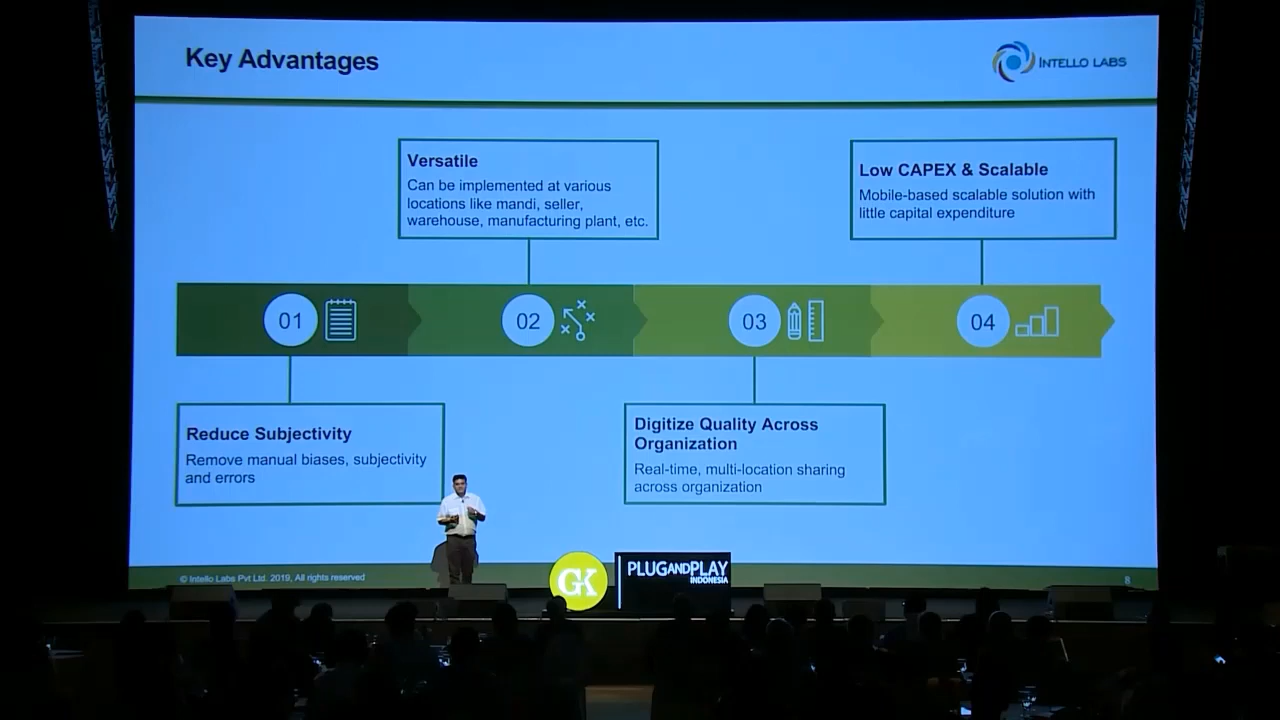 Key Advantages
INTELLO LABS
Versatile
Can be implemented at various
locations like mandi, seller,
warehouse, manufacturing plant, etc.
Low CAPEX & Scalable
Mobile-based scalable solution with
little capital expenditure
01
02
03
04
Reduce Subjectivity
Remove manual biases, subjectivity
and errors
Digitize Quality Across
Organization
Real-time, multi-location sharing
across organization
© Intello Labs Pvt Ltd. 2019, All rights reserved
8
GK
PLUGANDPLAY
INDONESIA